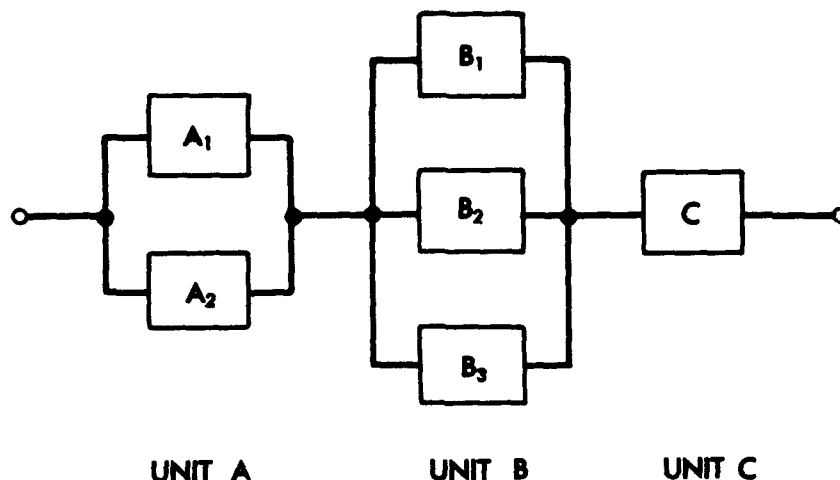 B₁
A₁
B₂
C
A₂
B₃
UNIT A UNIT B UNIT C